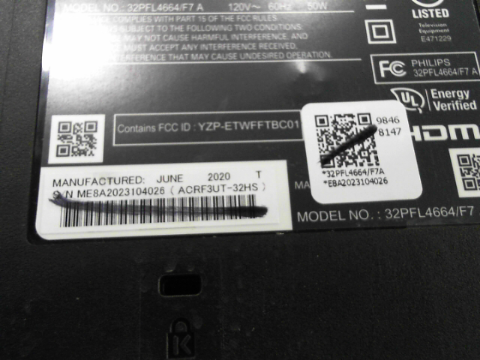 MODEL NO.: 32PFL4664/F7 A 120V~ 60Hz 50W
COMPLIES WITH PART 15 OF THE FCC RULES.
TO THE FOLLOWING TWO CONDITIONS:
MAY NOT CAUSE HARMFUL INTERFERENCE, AND
MUST ACCEPT ANY INTERFERENCE
INTERFERENCE THAT MAY CAUSE UNDESIRED OPERATION.
LISTED
Television
Equipment
E471229
FC PHILIPS
32PFL4664/F7 A
UL Energy
Verified
HDMI
Contains FCC ID : YZP-ETWFFTBC01
9846
8147
*32PFL4664/F7A
*EBA2023104026
MANUFACTURED: JUNE 2020 T
S/N ME8A2023104026 ( ACRF3UT-32HS )
MODEL NO. : 32PFL4664/F7
K